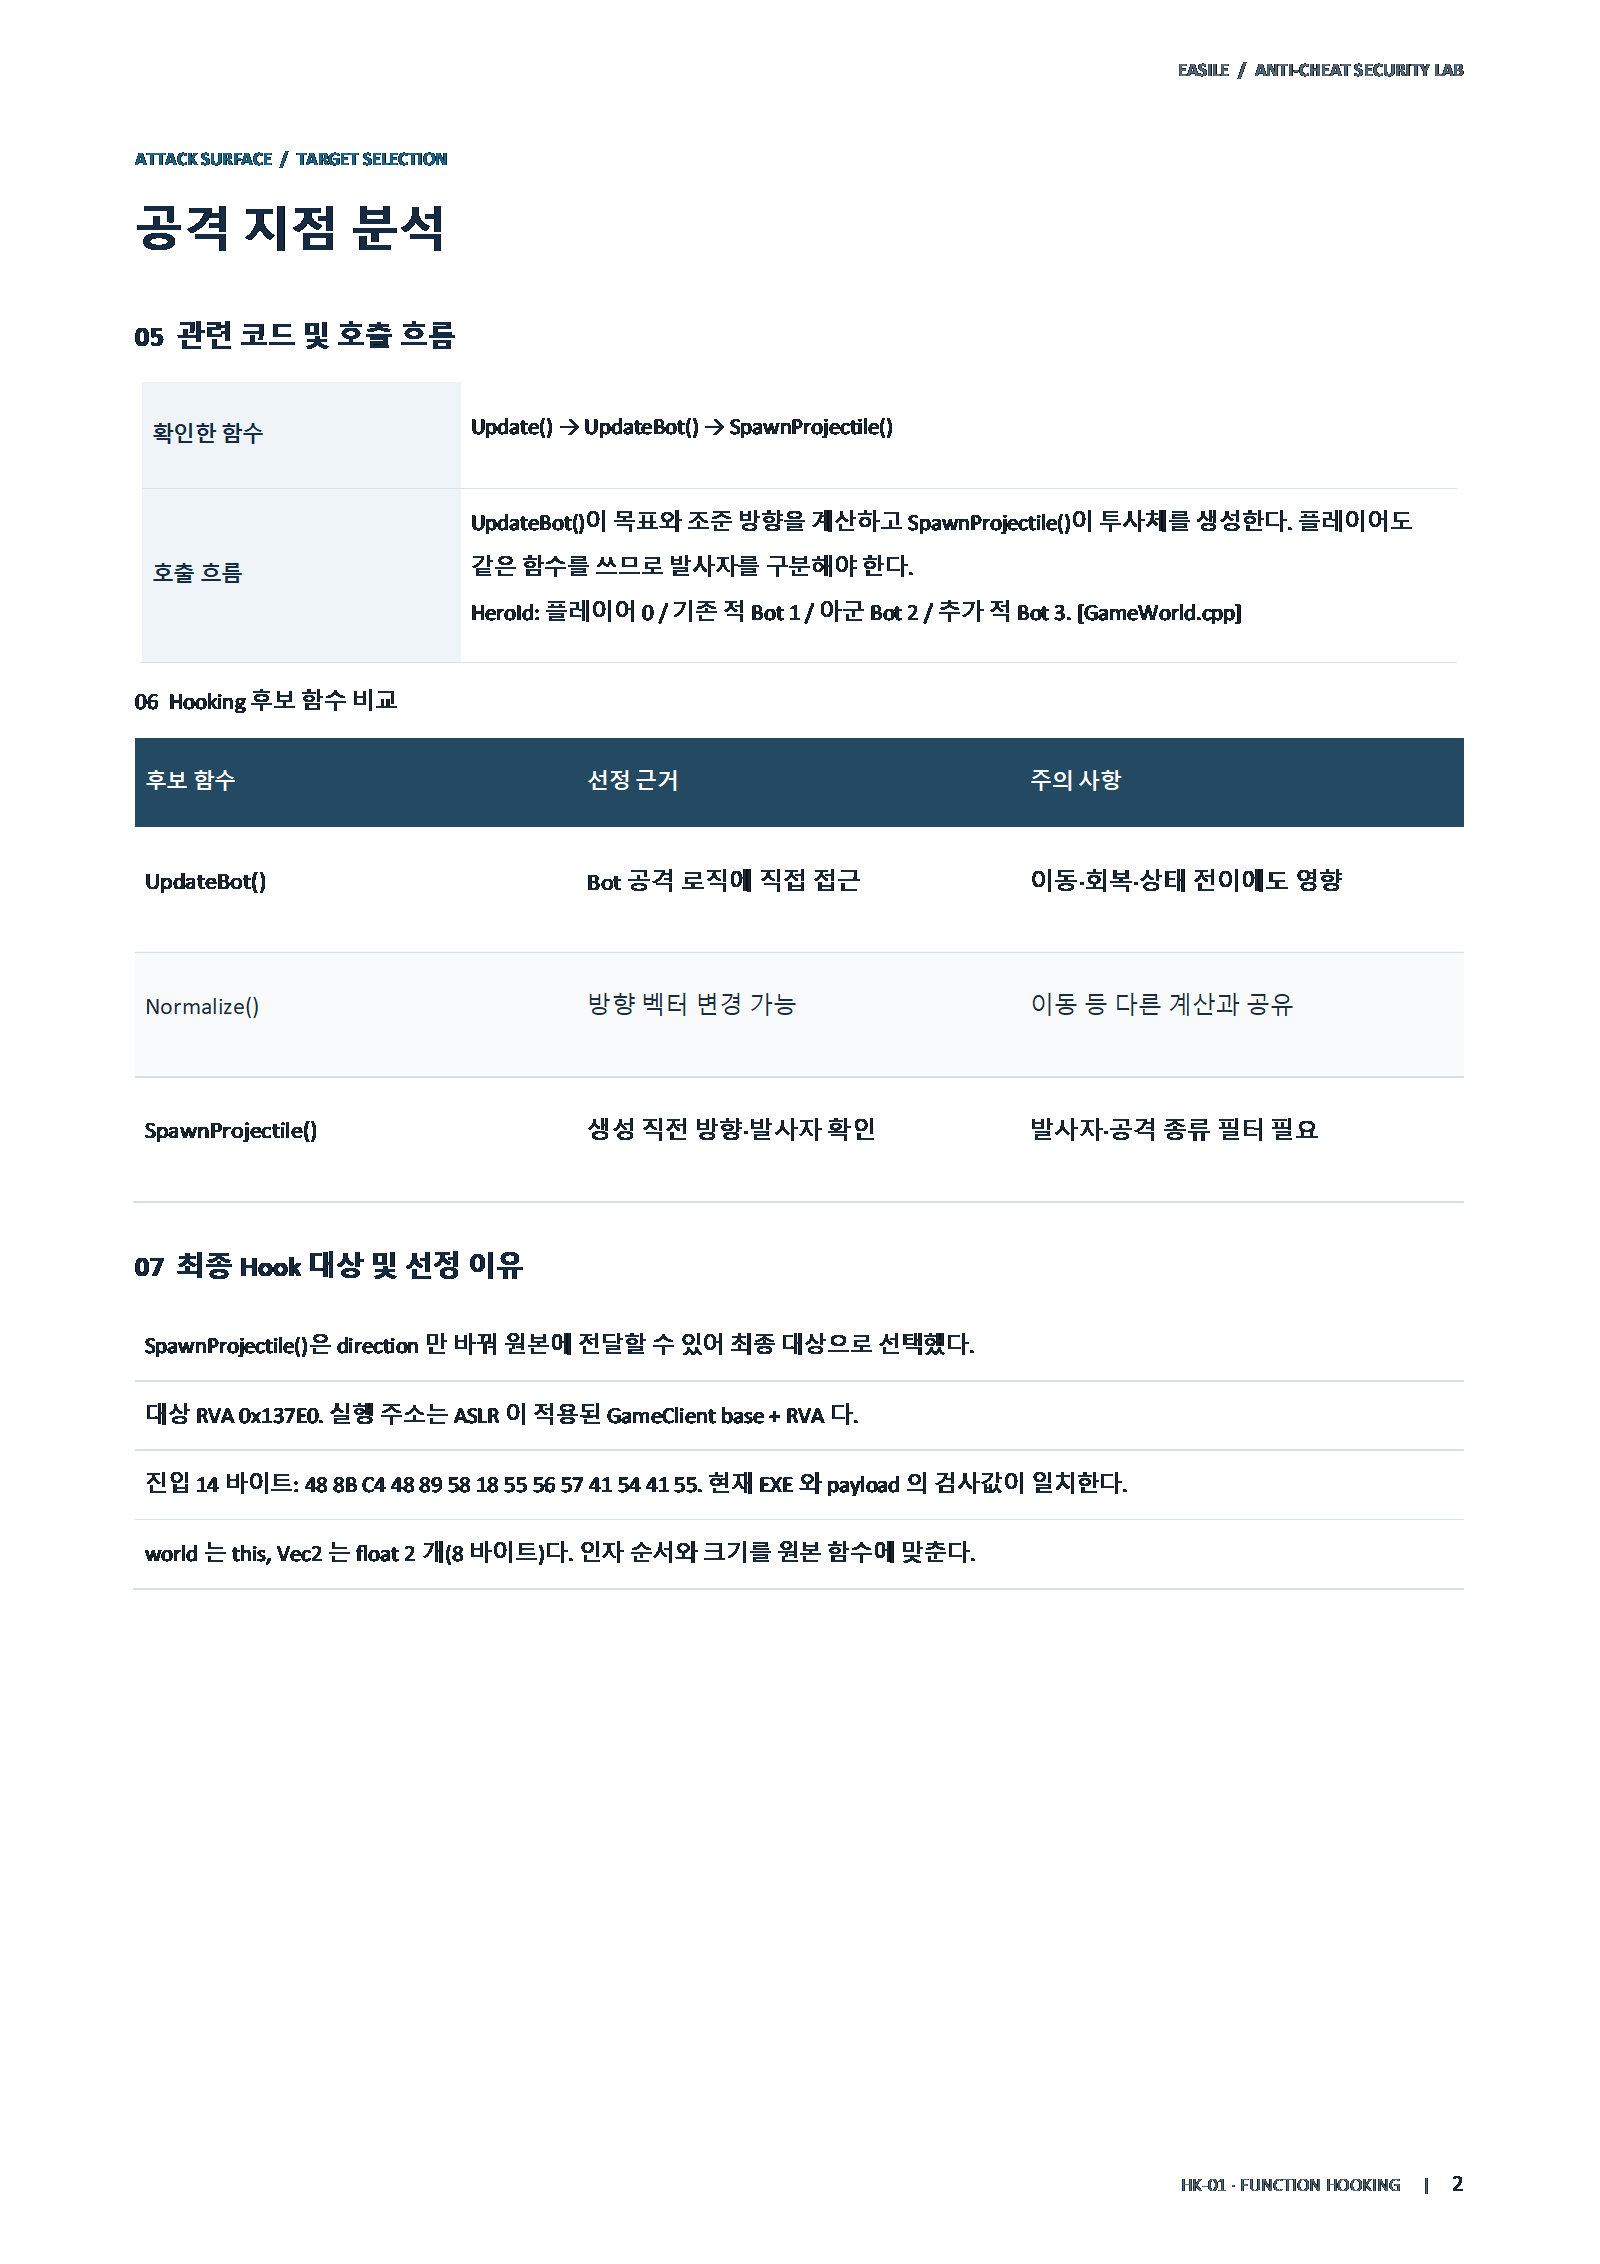 EASILE / ANTI-CHEAT SECURITY LAB
ATTACK SURFACE / TARGET SELECTION
공격 지점 분석
05 관련 코드 및 호출 흐름
확인한 함수
Update() → UpdateBot() → SpawnProjectile()
호출 흐름
UpdateBot()이 목표와 조준 방향을 계산하고 SpawnProjectile()이 투사체를 생성한다. 플레이어도
같은 함수를 쓰므로 발사자를 구분해야 한다.
HeroId: 플레이어 0 / 기존 적 Bot 1 / 아군 Bot 2 / 추가 적 Bot 3. [GameWorld.cpp]
06 Hooking 후보 함수 비교
후보 함수 선정 근거 주의 사항
UpdateBot() Bot 공격 로직에 직접 접근 이동·회복·상태 전이에도 영향
Normalize() 방향 벡터 변경 가능 이동 등 다른 계산과 공유
SpawnProjectile() 생성 직전 방향·발사자 확인 발사자·공격 종류 필터 필요
07 최종 Hook 대상 및 선정 이유
SpawnProjectile()은 direction 만 바꿔 원본에 전달할 수 있어 최종 대상으로 선택했다.
대상 RVA 0x137E0. 실행 주소는 ASLR 이 적용된 GameClient base + RVA 다.
진입 14 바이트: 48 8B C4 48 89 58 18 55 56 57 41 54 41 55. 현재 EXE 와 payload 의 검사값이 일치한다.
world 는 this, Vec2 는 float 2 개(8 바이트)다. 인자 순서와 크기를 원본 함수에 맞춘다.
HK-01 · FUNCTION HOOKING | 2